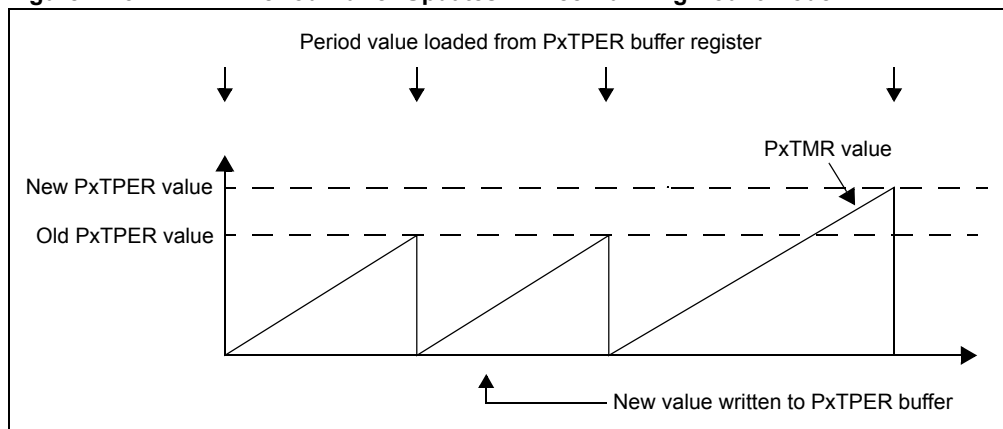 Period value loaded from PxTPER buffer register
PxTMR value
New PxTPER value
Old PxTPER value
New value written to PxTPER buffer